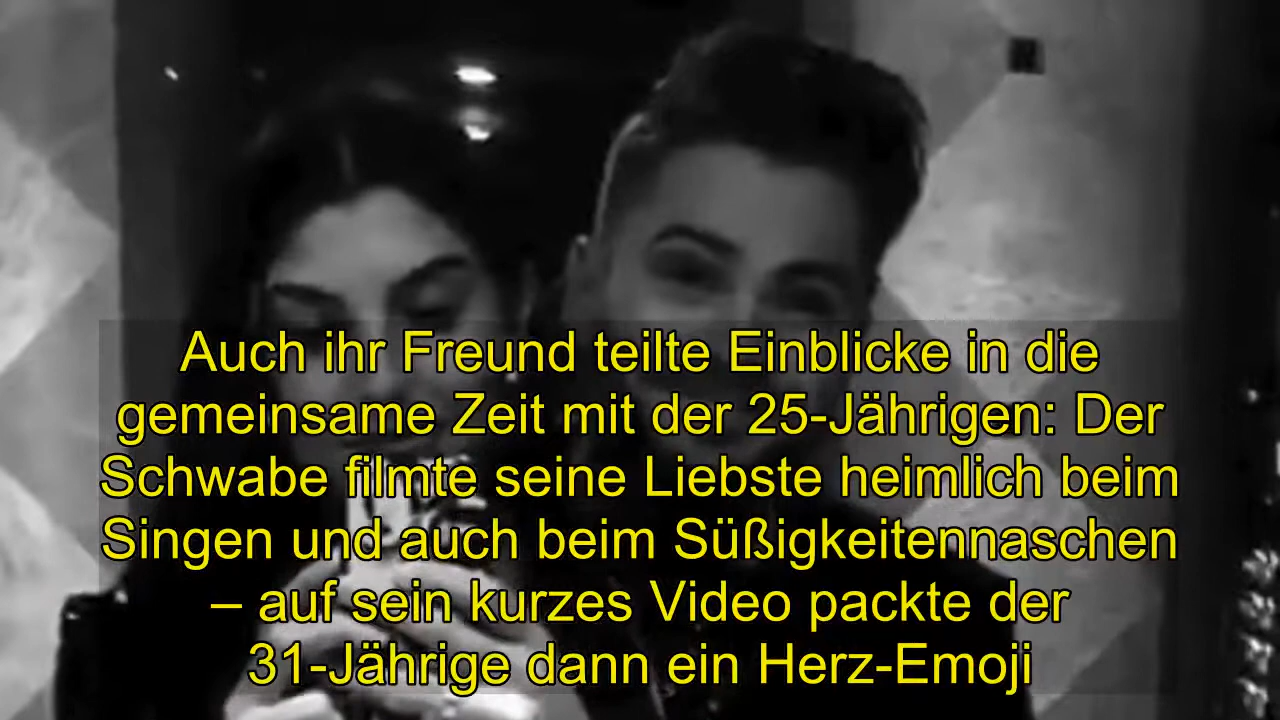 Auch ihr Freund teilte Einblicke in die
gemeinsame Zeit mit der 25-Jährigen: Der
Schwabe filmte seine Liebste heimlich beim
Singen und auch beim Süßigkeitennaschen
– auf sein kurzes Video packte der
31-Jährige dann ein Herz-Emoji